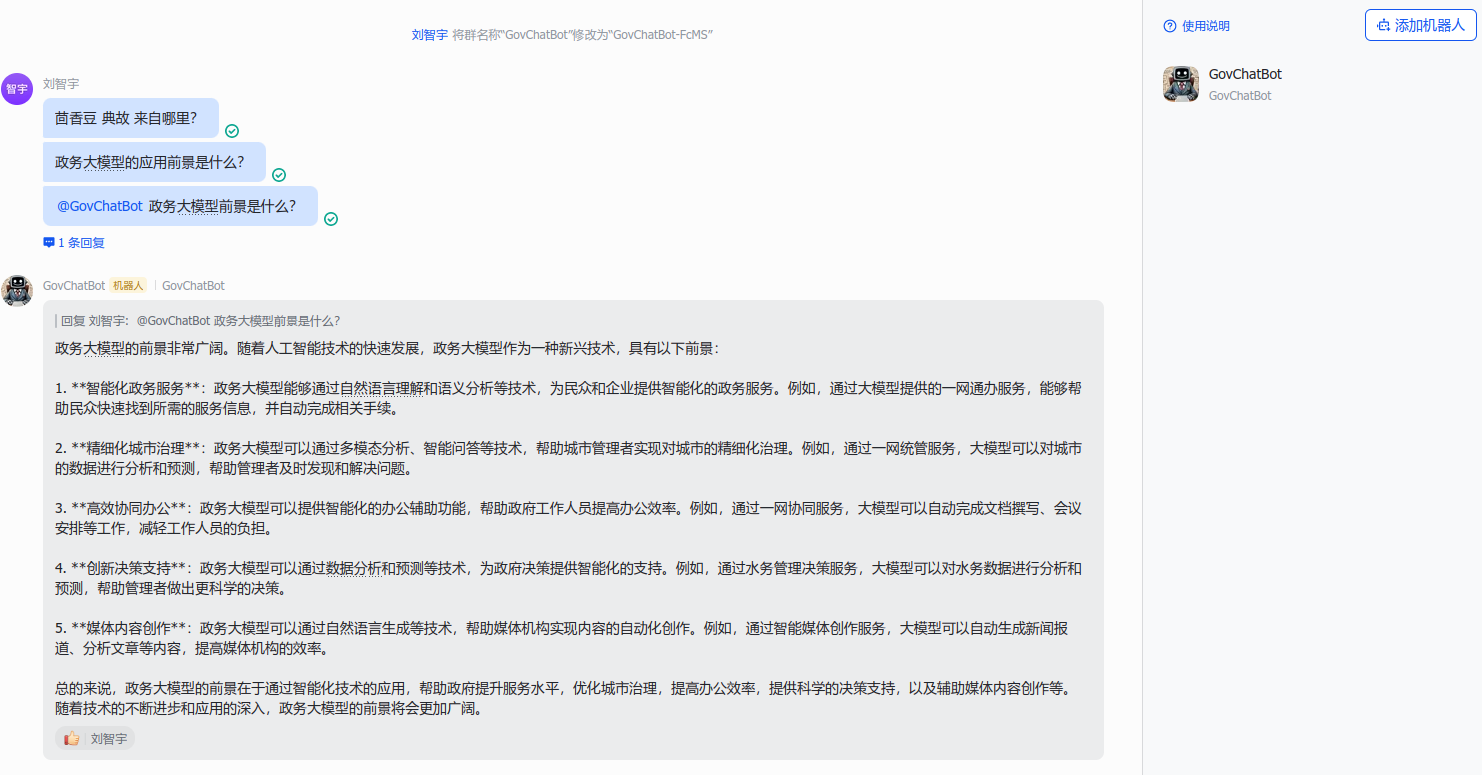 刘智宇 将群名称“GovChatBot”修改为“GovChatBot-FcMS”
智宇
刘智宇
茴香豆 典故 来自哪里？
政务大模型的应用前景是什么？
@GovChatBot 政务大模型前景是什么？
1 条回复
GovChatBot 机器人 GovChatBot
回复 刘智宇：@GovChatBot 政务大模型前景是什么？
政务大模型的前景非常广阔。随着人工智能技术的快速发展，政务大模型作为一种新兴技术，具有以下前景：
1. **智能化政务服务**：政务大模型能够通过自然语言理解和语义分析等技术，为民众和企业提供智能化的政务服务。例如，通过大模型提供的一网通办服务，能够帮
助民众快速找到所需的服务信息，并自动完成相关手续。
2. **精细化城市治理**：政务大模型可以通过多模态分析、智能问答等技术，帮助城市管理者实现对城市的精细化治理。例如，通过一网统管服务，大模型可以对城市
的数据进行分析和预测，帮助管理者及时发现和解决问题。
3. **高效协同办公**：政务大模型可以提供智能化的办公辅助功能，帮助政府工作人员提高办公效率。例如，通过一网协同服务，大模型可以自动完成文档撰写、会议
安排等工作，减轻工作人员的负担。
4. **创新决策支持**：政务大模型可以通过数据分析和预测等技术，为政府决策提供智能化的支持。例如，通过水务管理决策服务，大模型可以对水务数据进行分析和
预测，帮助管理者做出更科学的决策。
5. **媒体内容创作**：政务大模型可以通过自然语言生成等技术，帮助媒体机构实现内容的自动化创作。例如，通过智能媒体创作服务，大模型可以自动生成新闻报
道、分析文章等内容，提高媒体机构的效率。
总的来说，政务大模型的前景在于通过智能化技术的应用，帮助政府提升服务水平，优化城市治理，提高办公效率，提供科学的决策支持，以及辅助媒体内容创作等。
随着技术的不断进步和应用的深入，政务大模型的前景将会更加广阔。
刘智宇
使用说明
添加机器人
GovChatBot
GovChatBot